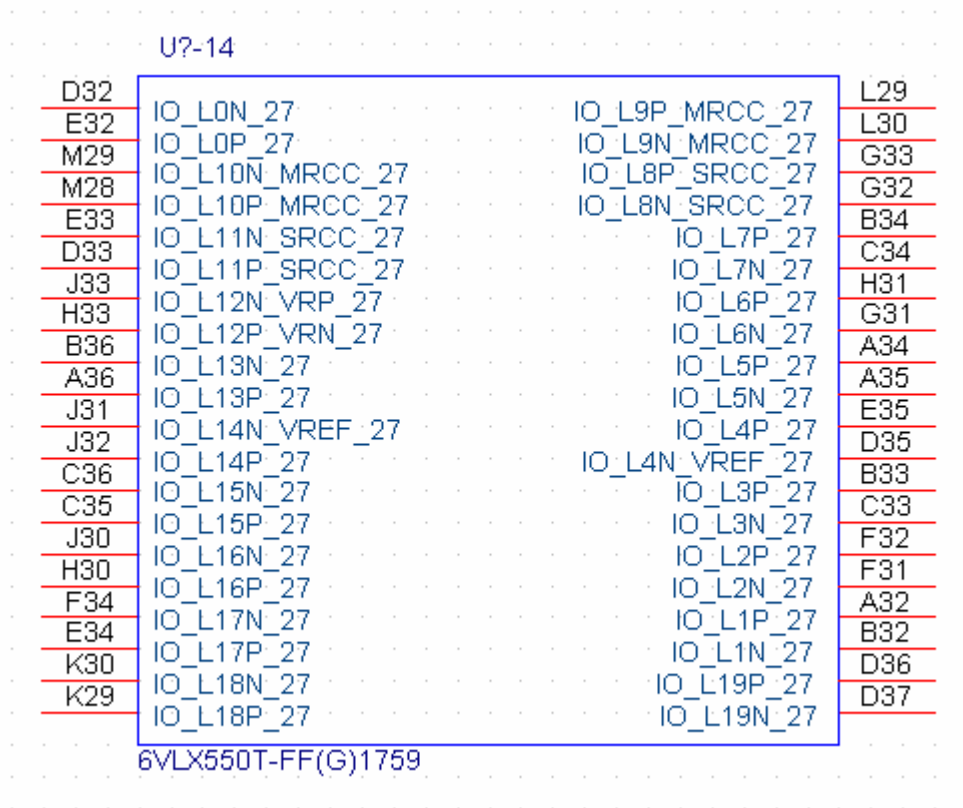 U?-14
D32 IO_L0N_27 IO_L9P_MRCC_27 L29
E32 IO_L0P_27 IO_L9N_MRCC_27 L30
M29 IO_L10N_MRCC_27 IO_L8P_SRCC_27 G33
M28 IO_L10P_MRCC_27 IO_L8N_SRCC_27 G32
E33 IO_L11N_SRCC_27 IO_L7P_27 B34
D33 IO_L11P_SRCC_27 IO_L7N_27 C34
J33 IO_L12N_VRP_27 IO_L6P_27 H31
H33 IO_L12P_VRN_27 IO_L6N_27 G31
B36 IO_L13N_27 IO_L5P_27 A34
A36 IO_L13P_27 IO_L5N_27 A35
J31 IO_L14N_VREF_27 IO_L4P_27 E35
J32 IO_L14P_27 IO_L4N_VREF_27 D35
C36 IO_L15N_27 IO_L3P_27 B33
C35 IO_L15P_27 IO_L3N_27 C33
J30 IO_L16N_27 IO_L2P_27 F32
H30 IO_L16P_27 IO_L2N_27 F31
F34 IO_L17N_27 IO_L1P_27 A32
E34 IO_L17P_27 IO_L1N_27 B32
K30 IO_L18N_27 IO_L19P_27 D36
K29 IO_L18P_27 IO_L19N_27 D37
6VLX550T-FF(G)1759